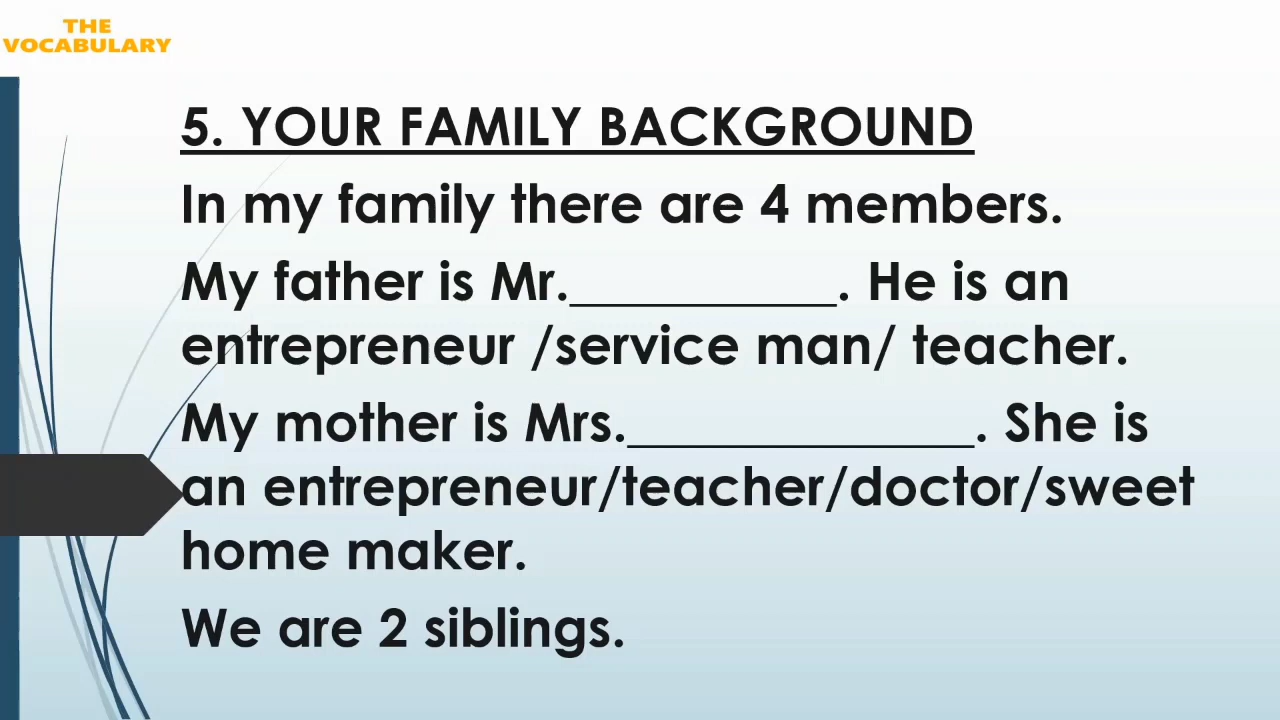 THE
VOCABULARY
5. YOUR FAMILY BACKGROUND
In my family there are 4 members.
My father is Mr.__________. He is an
entrepreneur /service man/ teacher.
My mother is Mrs._____________. She is
an entrepreneur/teacher/doctor/sweet
home maker.
We are 2 siblings.